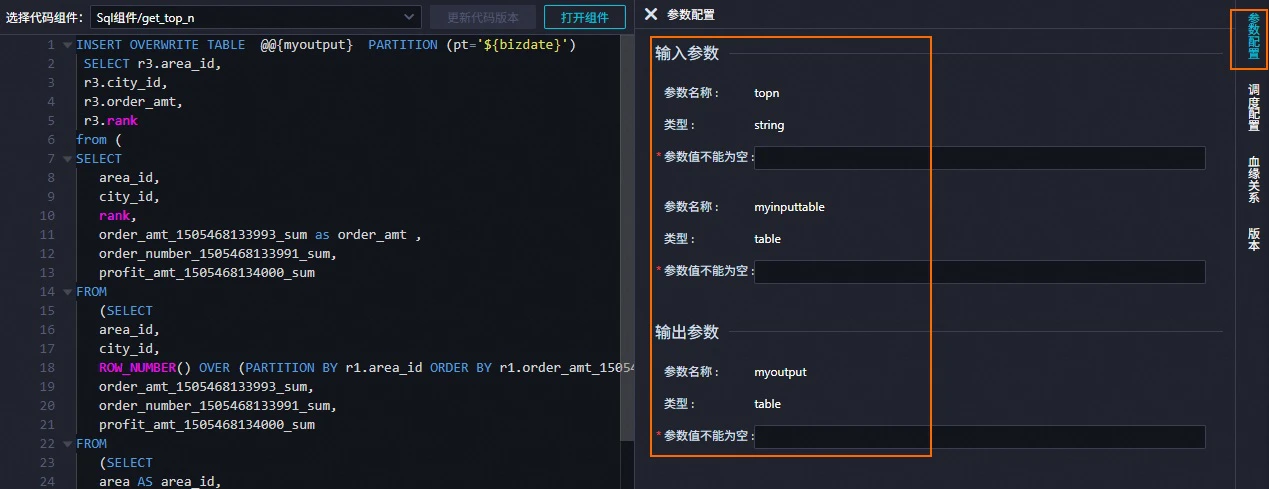 选择代码组件: Sql组件/get_top_n 更新代码版本 打开组件
1 INSERT OVERWRITE TABLE @@{myoutput} PARTITION (pt='${bizdate}')
2 SELECT r3.area_id,
3 r3.city_id,
4 r3.order_amt,
5 r3.rank
6 from (
7 SELECT
8 area_id,
9 city_id,
10 rank,
11 order_amt_1505468133993_sum as order_amt ,
12 order_number_1505468133991_sum,
13 profit_amt_1505468134000_sum
14 FROM
15 (SELECT
16 area_id,
17 city_id,
18 ROW_NUMBER() OVER (PARTITION BY r1.area_id ORDER BY r1.order_amt_15054
19 order_amt_1505468133993_sum,
20 order_number_1505468133991_sum,
21 profit_amt_1505468134000_sum
22 FROM
23 (SELECT
24 area AS area_id,
参数配置
输入参数
参数名称 : topn
类型 : string
* 参数值不能为空 :
参数名称 : myinputtable
类型 : table
* 参数值不能为空 :
输出参数
参数名称 : myoutput
类型 : table
* 参数值不能为空 :
参数配置
调度配置
血缘关系
版本